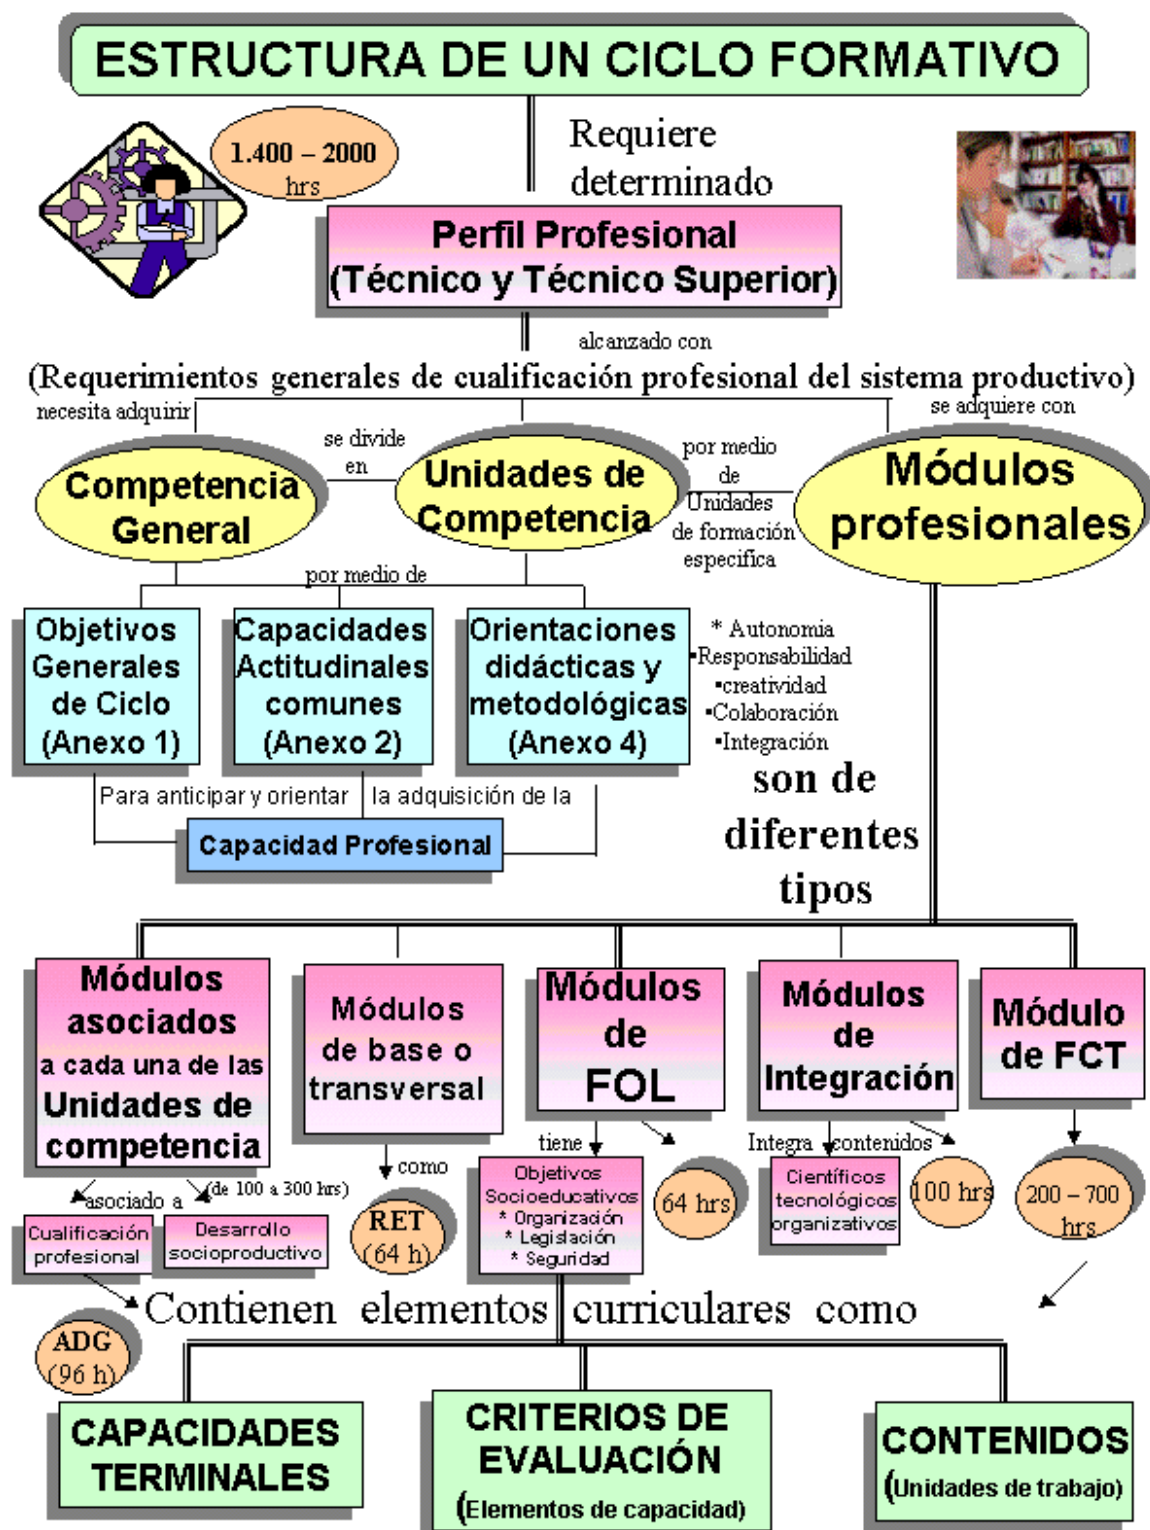 ESTRUCTURA DE UN CICLO FORMATIVO
1.400 – 2000
hrs
Requiere
determinado
Perfil Profesional
(Técnico y Técnico Superior)
alcanzado con
(Requerimientos generales de cualificación profesional del sistema productivo)
necesita adquirir
se adquiere con
Competencia
General
se divide
en
Unidades de
Competencia
por medio
de
Unidades
de formación
especifica
Módulos
profesionales
por medio de
Objetivos
Generales
de Ciclo
(Anexo 1)
Capacidades
Actitudinales
comunes
(Anexo 2)
Orientaciones
didácticas y
metodológicas
(Anexo 4)
* Autonomia
▪Responsabilidad
▪creatividad
▪Colaboración
▪Integración
Para anticipar y orientar la adquisición de la
Capacidad Profesional
son de
diferentes
tipos
Módulos
asociados
a cada una de las
Unidades de
competencia
Módulos
de base o
transversal
Módulos
de
FOL
Módulos
de
Integración
Módulo
de FCT
asociado a
(de 100 a 300 hrs)
Cualificación
profesional
Desarrollo
socioproductivo
ADG
(96 h)
como
RET
(64 h)
tiene
Objetivos
Socioeducativos
* Organización
* Legislación
* Seguridad
64 hrs
Integra contenidos
Científicos
tecnológicos
organizativos
100 hrs
200 – 700
hrs
Contienen elementos curriculares como
CAPACIDADES
TERMINALES
CRITERIOS DE
EVALUACIÓN
(Elementos de capacidad)
CONTENIDOS
(Unidades de trabajo)